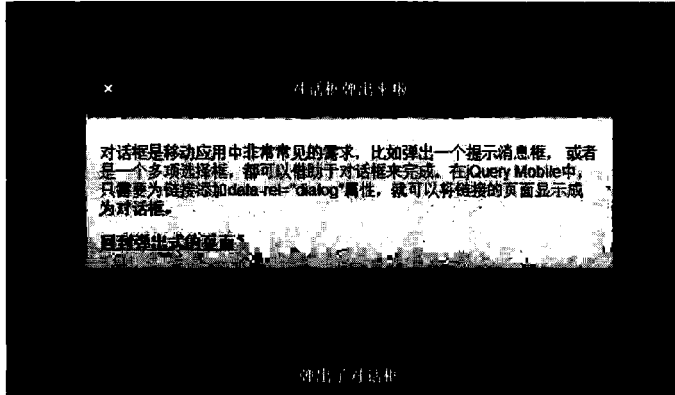 × 对话框弹出来啦
对话框是移动应用中非常常见的需求，比如弹出一个提示消息框，或者
是一个多项选择框，都可以借助于对话框来完成。在jQuery Mobile中，
只需要为链接添加data-rel="dialog"属性，就可以将链接的页面显示成
为对话框。
回到弹出式的桌面
弹出了对话框